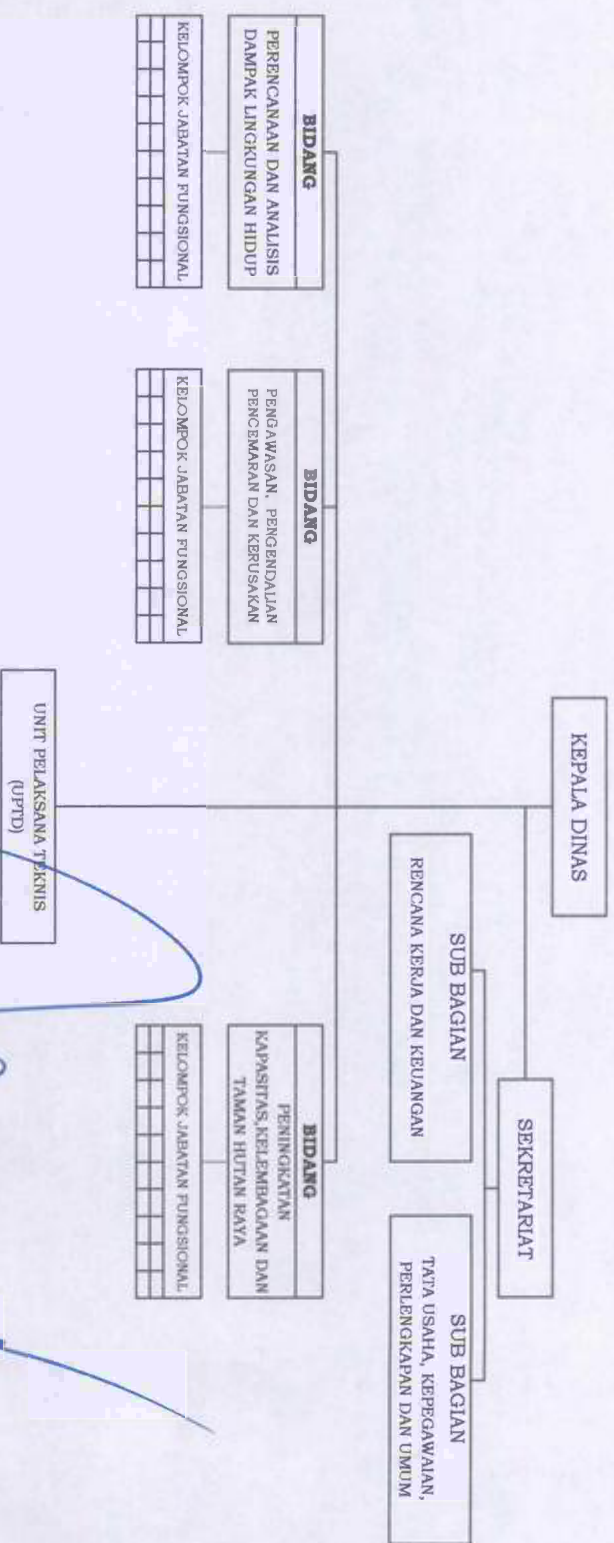 KEPALA DINAS
SEKRETARIAT
SUB BAGIAN
RENCANA KERJA DAN KEUANGAN
SUB BAGIAN
TATA USAHA, KEPEGAWAIAN,
PERLENGKAPAN DAN UMUM
BIDANG
PERENCANAAN DAN ANALISIS
DAMPAK LINGKUNGAN HIDUP
KELOMPOK JABATAN FUNGSIONAL
BIDANG
PENGAWASAN, PENGENDALIAN
PENCEMARAN DAN KERUSAKAN
KELOMPOK JABATAN FUNGSIONAL
BIDANG
PENINGKATAN
KAPASITAS,KELEMBAGAAN DAN
TAMAN HUTAN RAYA
KELOMPOK JABATAN FUNGSIONAL
UNIT PELAKSANA TEKNIS
(UPTD)